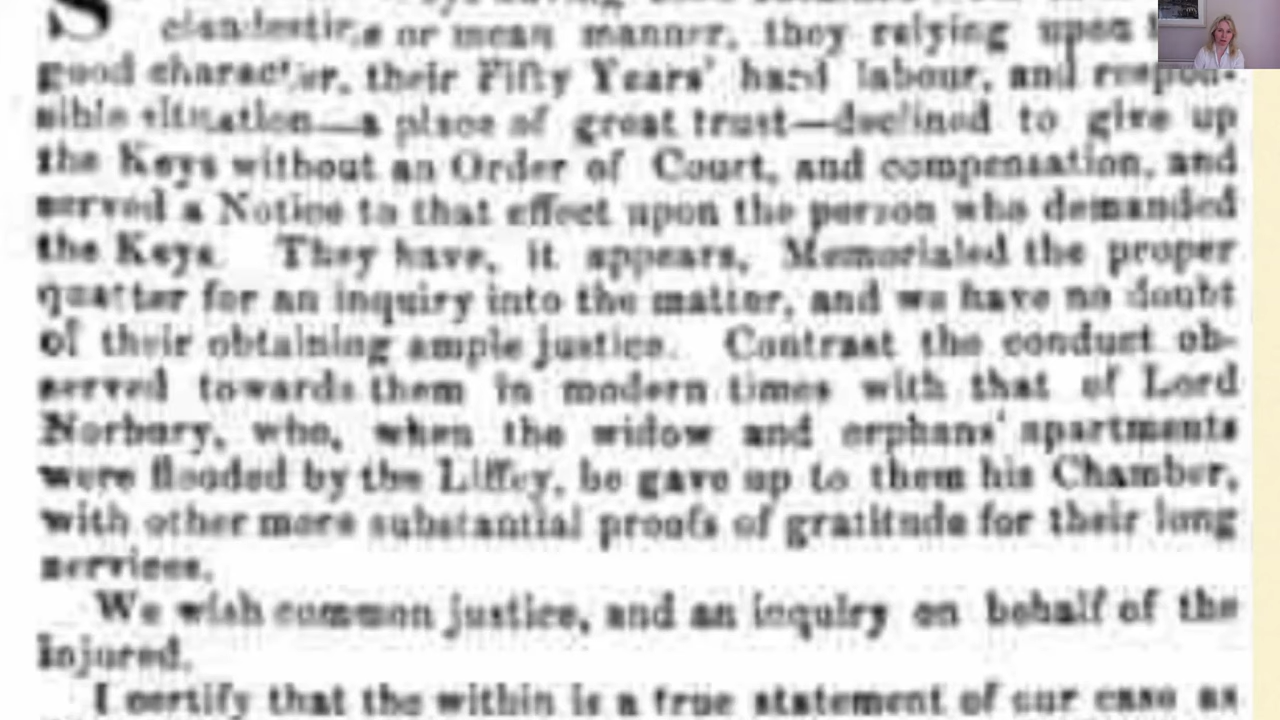 S
clandestine or mean manner, they relying upon
good character, their Fifty Years' hard labour, and respon-
sible situation—a place of great trust—declined to give up
the Keys without an Order of Court, and compensation, and
served a Notice to that effect upon the person who demanded
the Keys. They have, it appears, Memorialed the proper
quarter for an inquiry into the matter, and we have no doubt
of their obtaining ample justice. Contrast the conduct ob-
served towards them in modern times with that of Lord
Norbury, who, when the widow and orphans' apartments
were flooded by the Liffey, he gave up to them his Chamber,
with other more substantial proofs of gratitude for their long
services.
We wish common justice, and an inquiry on behalf of the
injured.
I certify that the within is a true statement of our case as